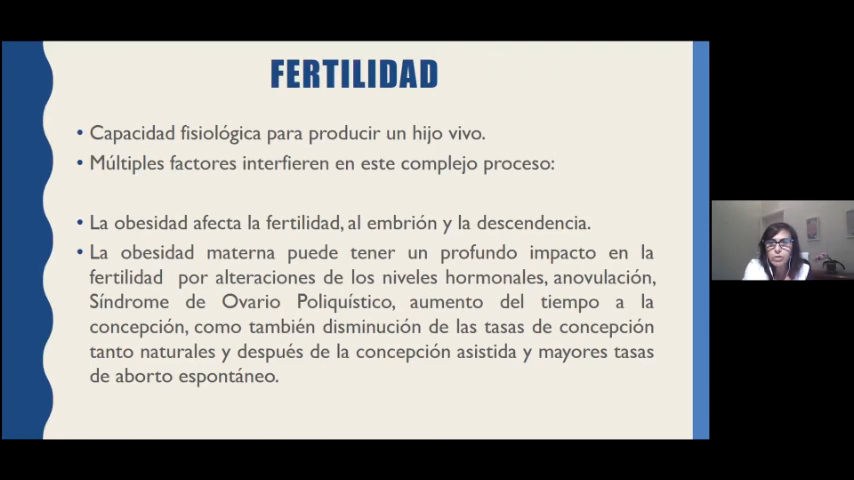 FERTILIDAD
• Capacidad fisiológica para producir un hijo vivo.
• Múltiples factores interfieren en este complejo proceso:
• La obesidad afecta la fertilidad, al embrión y la descendencia.
• La obesidad materna puede tener un profundo impacto en la
fertilidad por alteraciones de los niveles hormonales, anovulación,
Síndrome de Ovario Poliquístico, aumento del tiempo a la
concepción, como también disminución de las tasas de concepción
tanto naturales y después de la concepción asistida y mayores tasas
de aborto espontáneo.